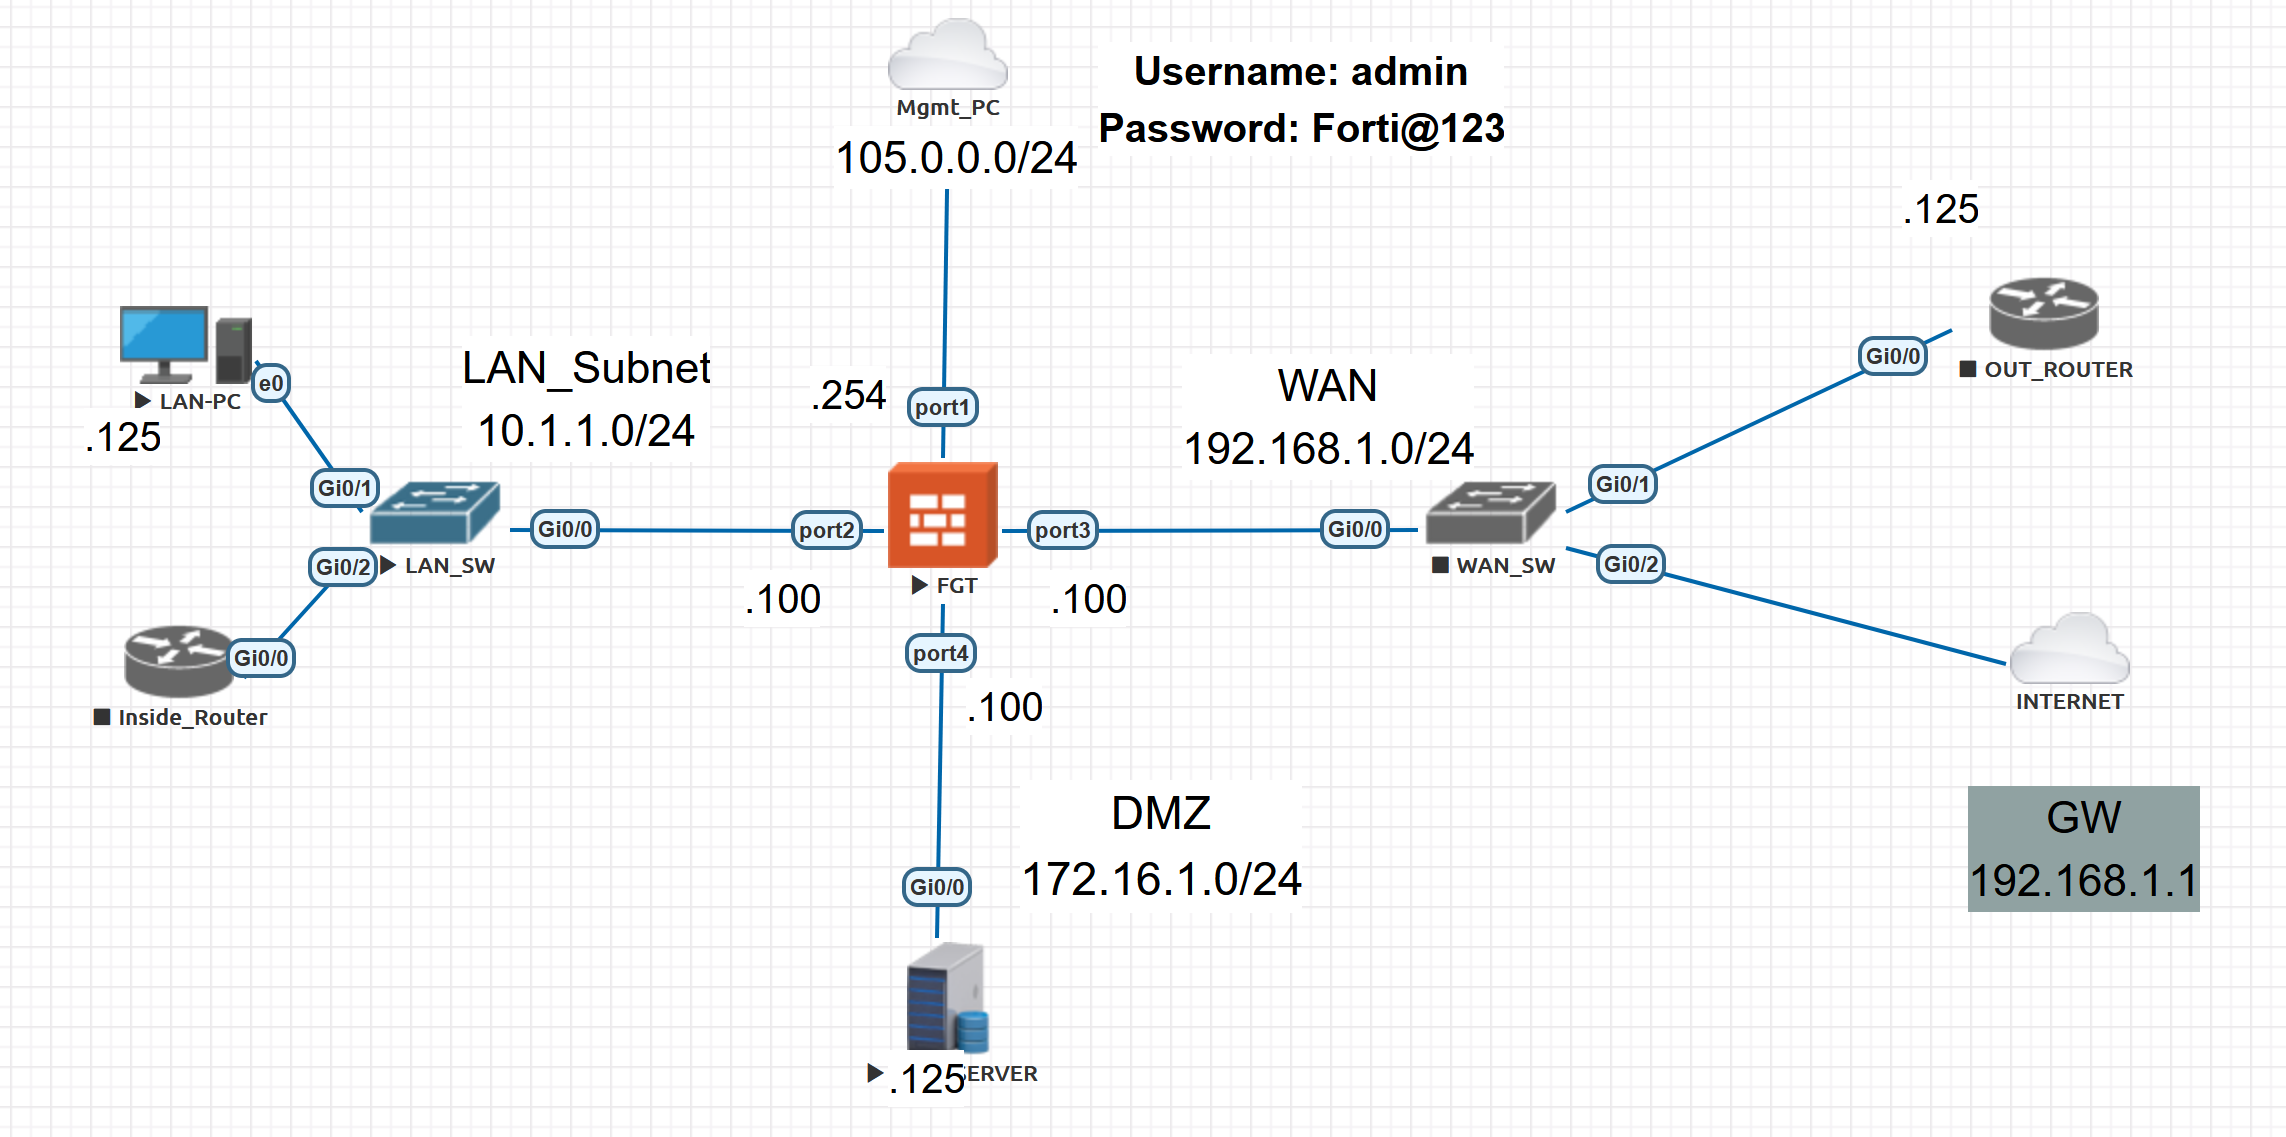 Mgmt_PC
105.0.0.0/24
Username: admin
Password: Forti@123
.125
Gi0/0
OUT_ROUTER
e0
LAN-PC
.125
LAN_Subnet
10.1.1.0/24
.254
port1
WAN
192.168.1.0/24
Gi0/1
Gi0/2
LAN_SW
Gi0/0
port2
port3
Gi0/0
WAN_SW
Gi0/1
Gi0/2
FGT
.100
.100
Gi0/0
Inside_Router
port4
.100
INTERNET
DMZ
172.16.1.0/24
Gi0/0
GW
192.168.1.1
.125
ERVER